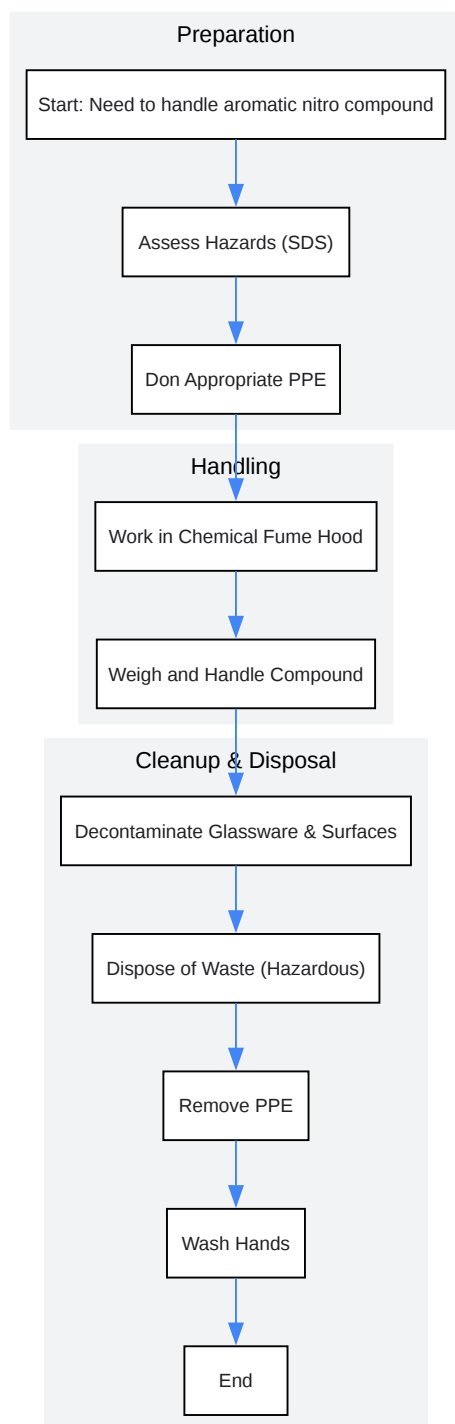 Preparation
Start: Need to handle aromatic nitro compound
Assess Hazards (SDS)
Don Appropriate PPE
Handling
Work in Chemical Fume Hood
Weigh and Handle Compound
Cleanup & Disposal
Decontaminate Glassware & Surfaces
Dispose of Waste (Hazardous)
Remove PPE
Wash Hands
End